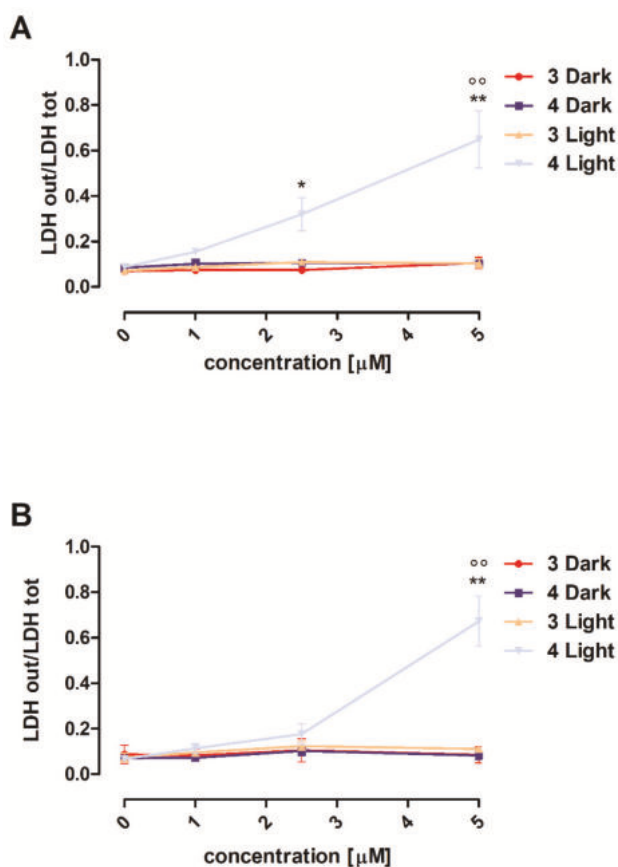 A
LDH out/LDH tot
1.0
0.8
0.6
0.4
0.2
0.0
0 1 2 3 4 5
concentration [μM]
*
°°
**
3 Dark
4 Dark
3 Light
4 Light
B
LDH out/LDH tot
1.0
0.8
0.6
0.4
0.2
0.0
0 1 2 3 4 5
concentration [μM]
°°
**
3 Dark
4 Dark
3 Light
4 Light